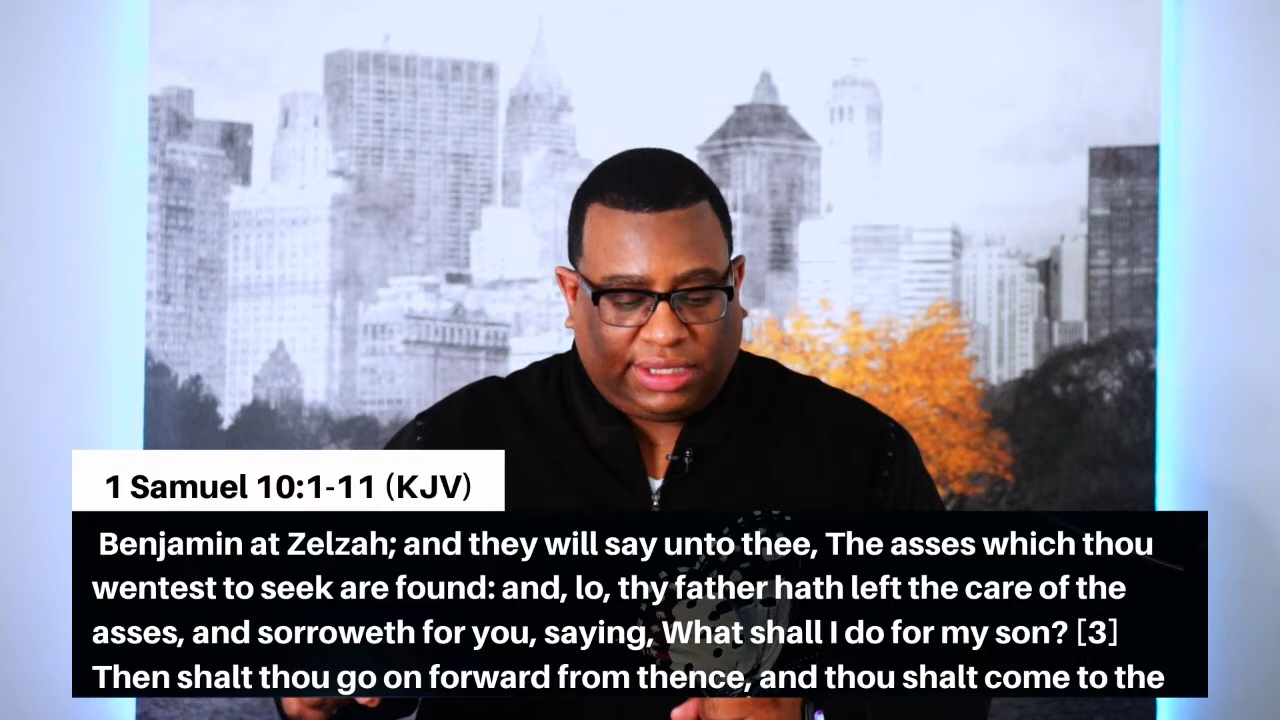 1 Samuel 10:1-11 (KJV)
Benjamin at Zelzah; and they will say unto thee, The asses which thou
wentest to seek are found: and, lo, thy father hath left the care of the
asses, and sorroweth for you, saying, What shall I do for my son? [3]
Then shalt thou go on forward from thence, and thou shalt come to the